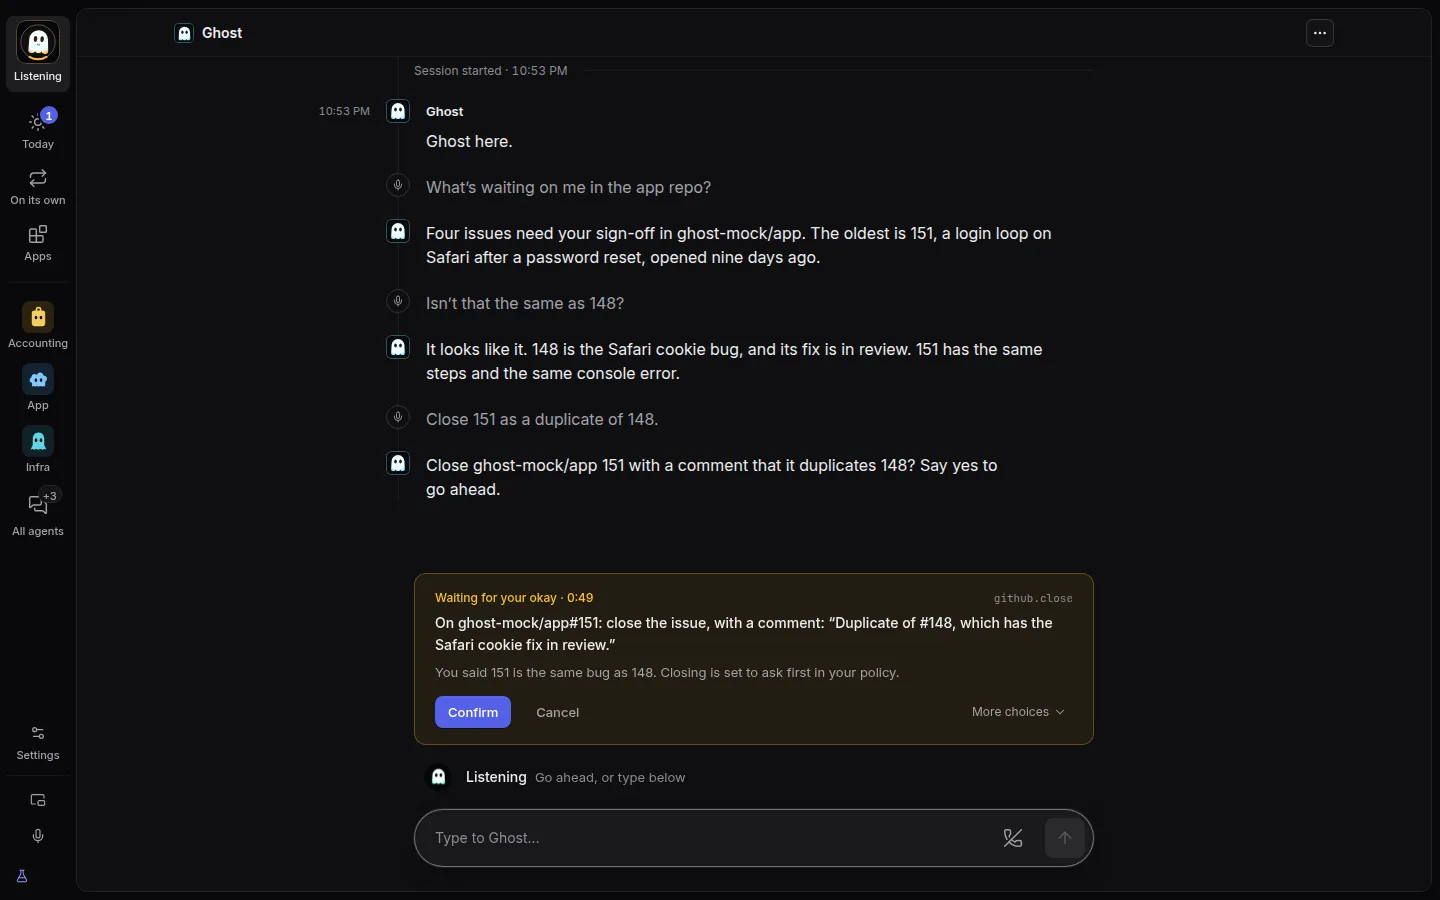 Listening
1
Today
On its own
Apps
Accounting
App
Infra
+3
All agents
Settings
Ghost
Session started · 10:53 PM
10:53 PM
Ghost
Ghost here.
What’s waiting on me in the app repo?
Four issues need your sign-off in ghost-mock/app. The oldest is 151, a login loop on
Safari after a password reset, opened nine days ago.
Isn’t that the same as 148?
It looks like it. 148 is the Safari cookie bug, and its fix is in review. 151 has the same
steps and the same console error.
Close 151 as a duplicate of 148.
Close ghost-mock/app 151 with a comment that it duplicates 148? Say yes to
go ahead.
Waiting for your okay · 0:49
github.close
On ghost-mock/app#151: close the issue, with a comment: “Duplicate of #148, which has the
Safari cookie fix in review.”
You said 151 is the same bug as 148. Closing is set to ask first in your policy.
Confirm
Cancel
More choices
Listening Go ahead, or type below
Type to Ghost...